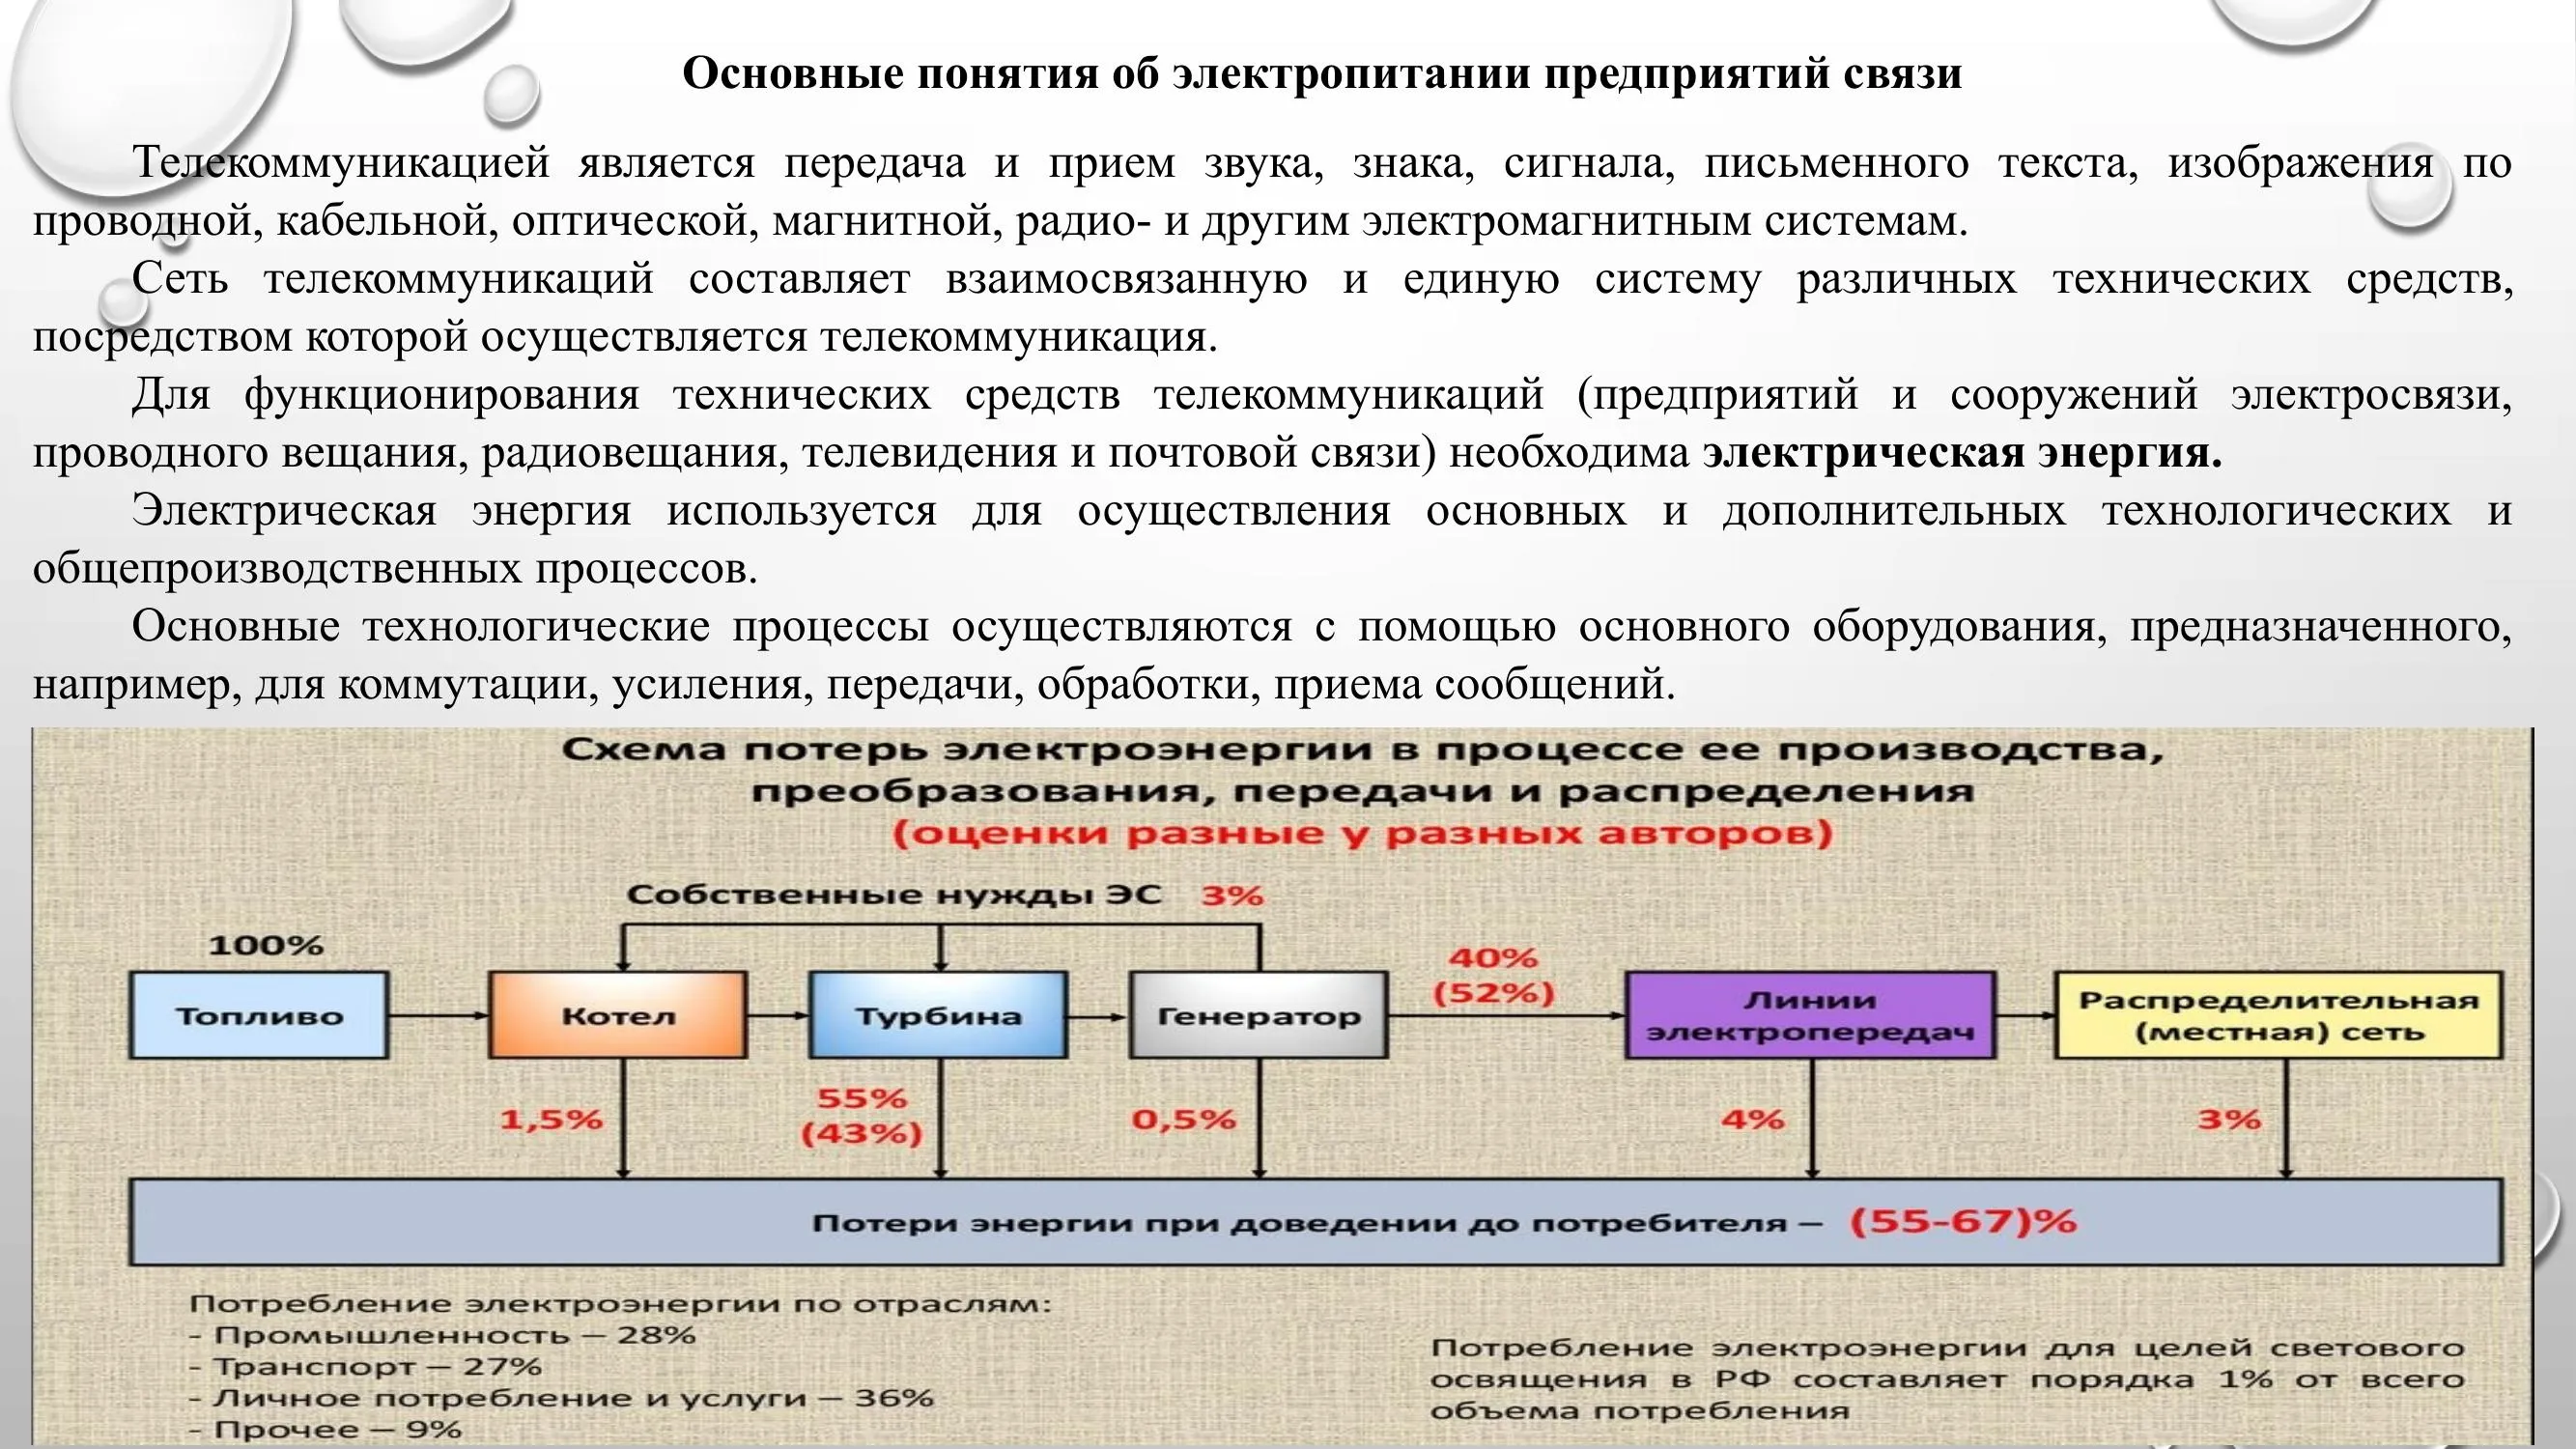 Основные понятия об электропитании предприятий связи
Телекоммуникацией является передача и прием звука, знака, сигнала, письменного текста, изображения по
проводной, кабельной, оптической, магнитной, радио- и другим электромагнитным системам.
Сеть телекоммуникаций составляет взаимосвязанную и единую систему различных технических средств,
посредством которой осуществляется телекоммуникация.
Для функционирования технических средств телекоммуникаций (предприятий и сооружений электросвязи,
проводного вещания, радиовещания, телевидения и почтовой связи) необходима электрическая энергия.
Электрическая энергия используется для осуществления основных и дополнительных технологических и
общепроизводственных процессов.
Основные технологические процессы осуществляются с помощью основного оборудования, предназначенного,
например, для коммутации, усиления, передачи, обработки, приема сообщений.
Схема потерь электроэнергии в процессе ее производства,
преобразования, передачи и распределения
(оценки разные у разных авторов)
Собственные нужды ЭС 3%
100%
40%
(52%)
Топливо
Котел
Турбина
Генератор
Линии
электропередач
Распределительная
(местная) сеть
1,5%
55%
(43%)
0,5%
4%
3%
Потери энергии при доведении до потребителя – (55-67)%
Потребление электроэнергии по отраслям:
- Промышленность – 28%
- Транспорт – 27%
- Личное потребление и услуги – 36%
- Прочее – 9%
Потребление электроэнергии для целей светового
освящения в РФ составляет порядка 1% от всего
объема потребления